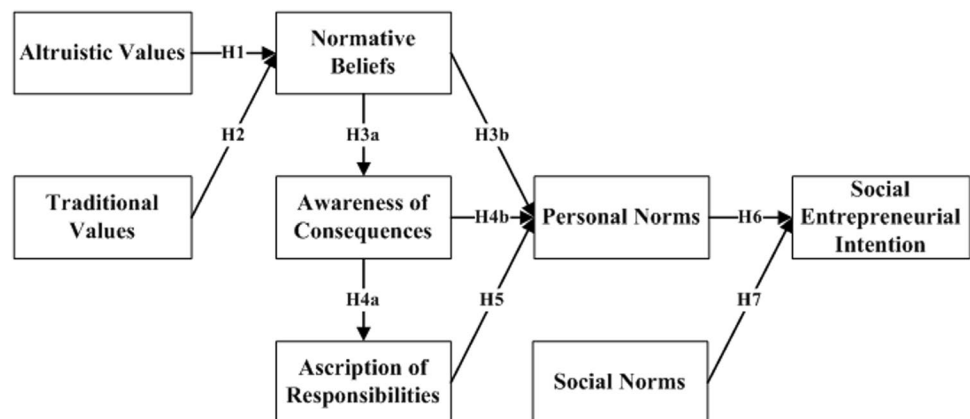 Altruistic Values
H1
Normative
Beliefs
H2
H3a
H3b
Traditional
Values
Awareness of
Consequences
H4b
Personal Norms
H6
Social
Entrepreneurial
Intention
H4a
H5
H7
Ascription of
Responsibilities
Social Norms